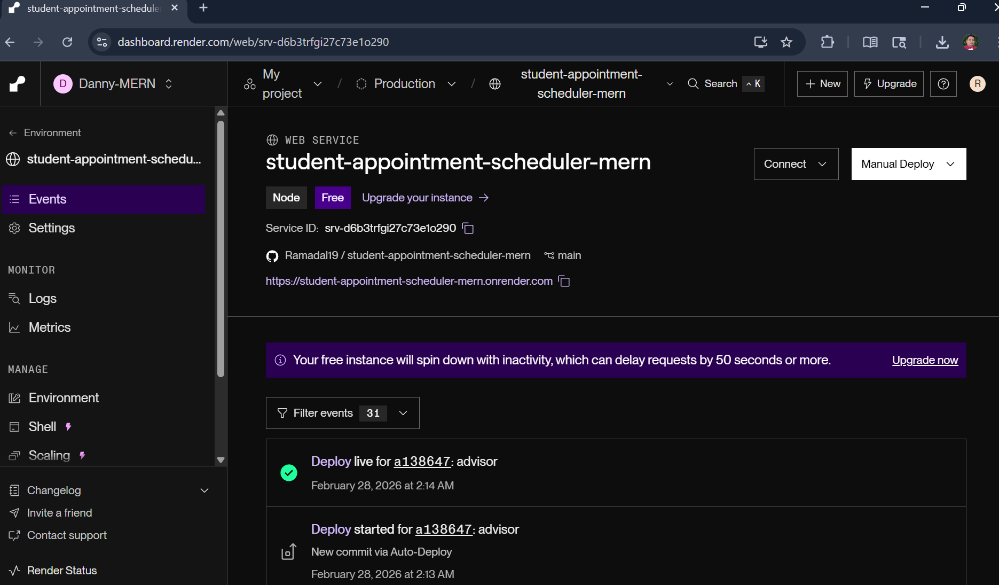 student-appointment-schedule
dashboard.render.com/web/srv-d6b3trfgi27c73e1o290
D Danny-MERN
My project
Production
student-appointment-scheduler-mern
Search ^ K
+ New
Upgrade
R
← Environment
student-appointment-schedu...
Events
Settings
MONITOR
Logs
Metrics
MANAGE
Environment
Shell
Scaling
Changelog
Invite a friend
Contact support
Render Status
WEB SERVICE
student-appointment-scheduler-mern
Connect
Manual Deploy
Node Free Upgrade your instance →
Service ID: srv-d6b3trfgi27c73e1o290
Ramadal19 / student-appointment-scheduler-mern main
https://student-appointment-scheduler-mern.onrender.com
Your free instance will spin down with inactivity, which can delay requests by 50 seconds or more. Upgrade now
Filter events 31
Deploy live for a138647: advisor
February 28, 2026 at 2:14 AM
Deploy started for a138647: advisor
New commit via Auto-Deploy
February 28, 2026 at 2:13 AM